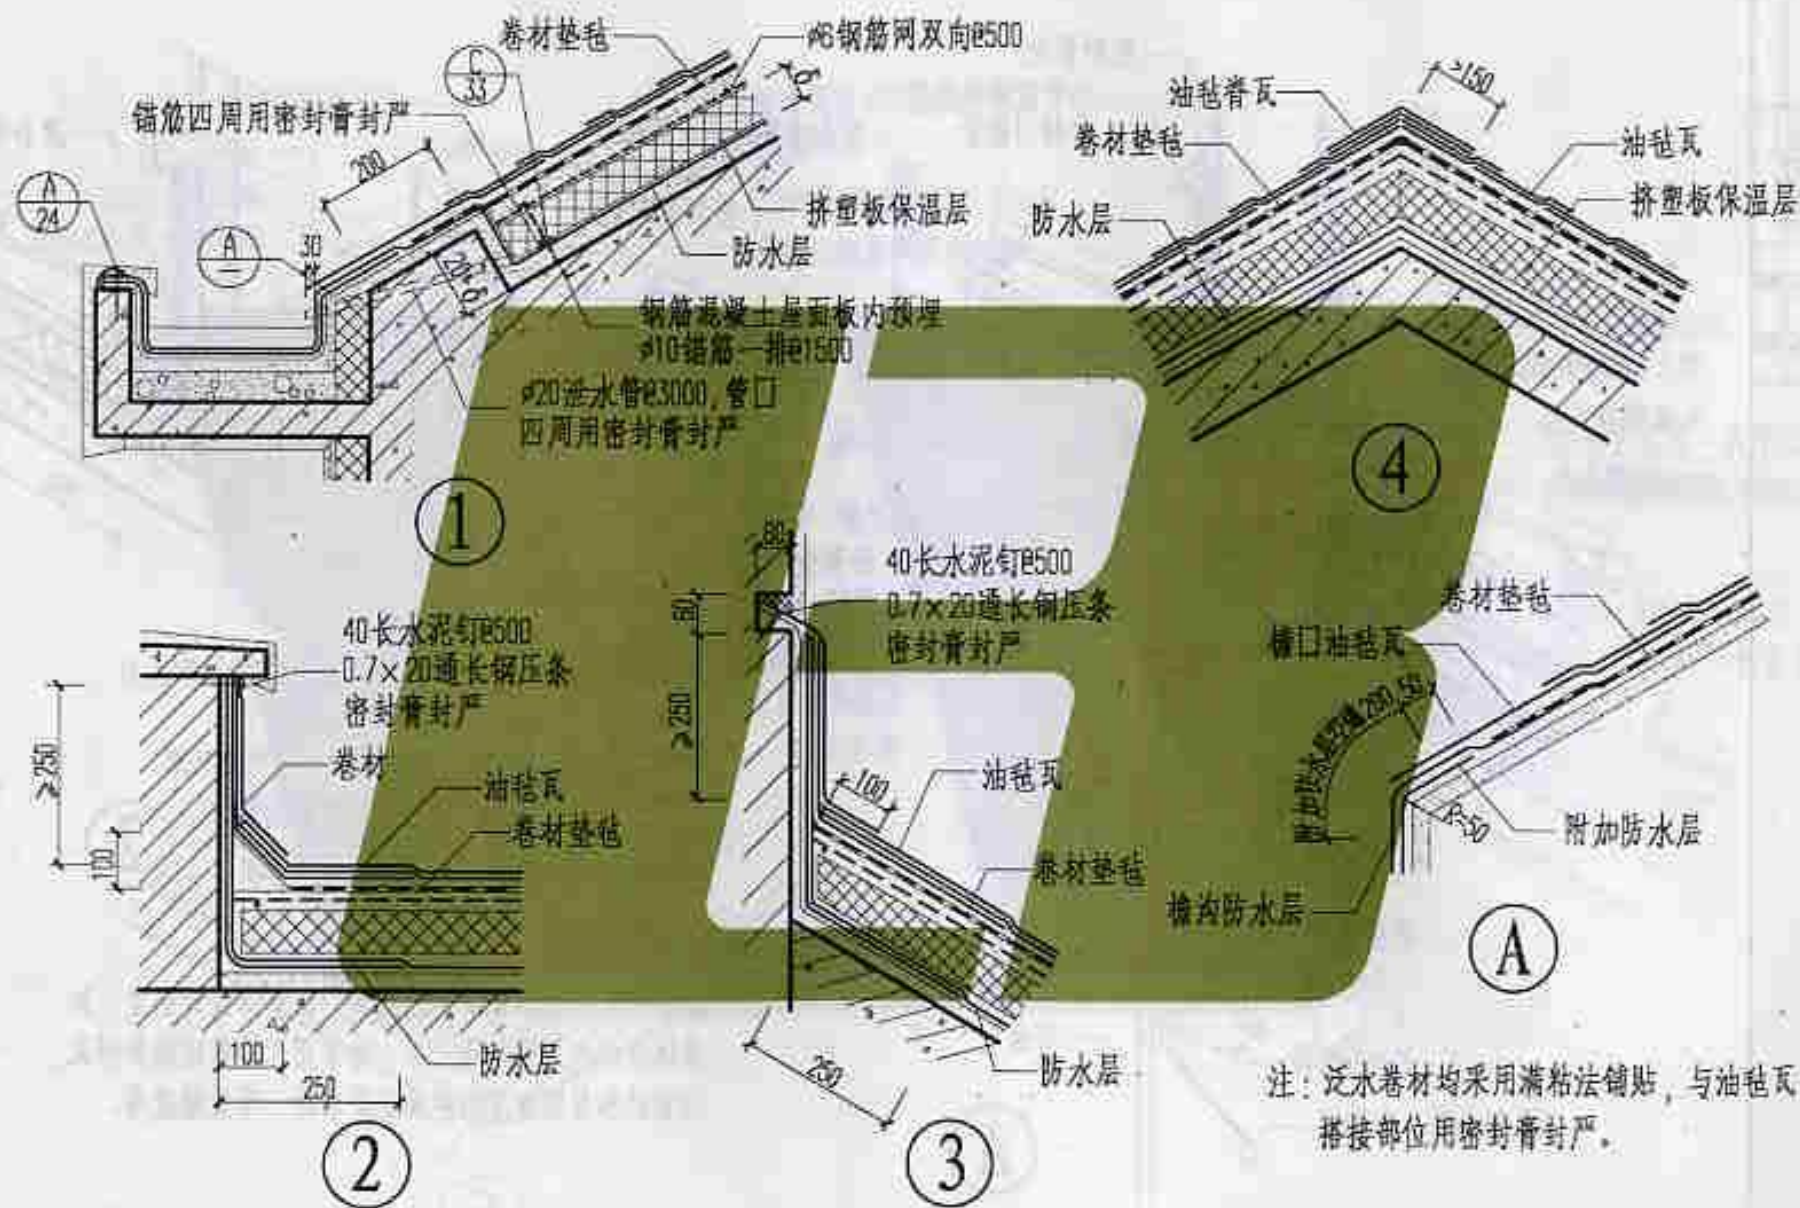 卷材垫毡
φ6钢筋网双向@500
C
33
锚筋四周用密封膏封严
200
A
24
A
30
δ
挤塑板保温层
防水层
20
δ
钢筋混凝土屋面板内预埋
φ10锚筋一排@1500
φ20泄水管@3000,管口
四周用密封膏封严
1
油毡脊瓦
150
卷材垫毡
油毡瓦
挤塑板保温层
防水层
4
40长水泥钉@500
0.7×20通长钢压条
密封膏封严
≥250
卷材
油毡瓦
卷材垫毡
100
100
250
防水层
2
80
40长水泥钉@500
0.7×20通长钢压条
密封膏封严
60
≥250
100
油毡瓦
卷材垫毡
250
防水层
3
卷材垫毡
檐口油毡瓦
200
50
R=50
附加防水层
檐沟防水层
A
注:泛水卷材均采用满粘法铺贴,与油毡瓦
搭接部位用密封膏封严。